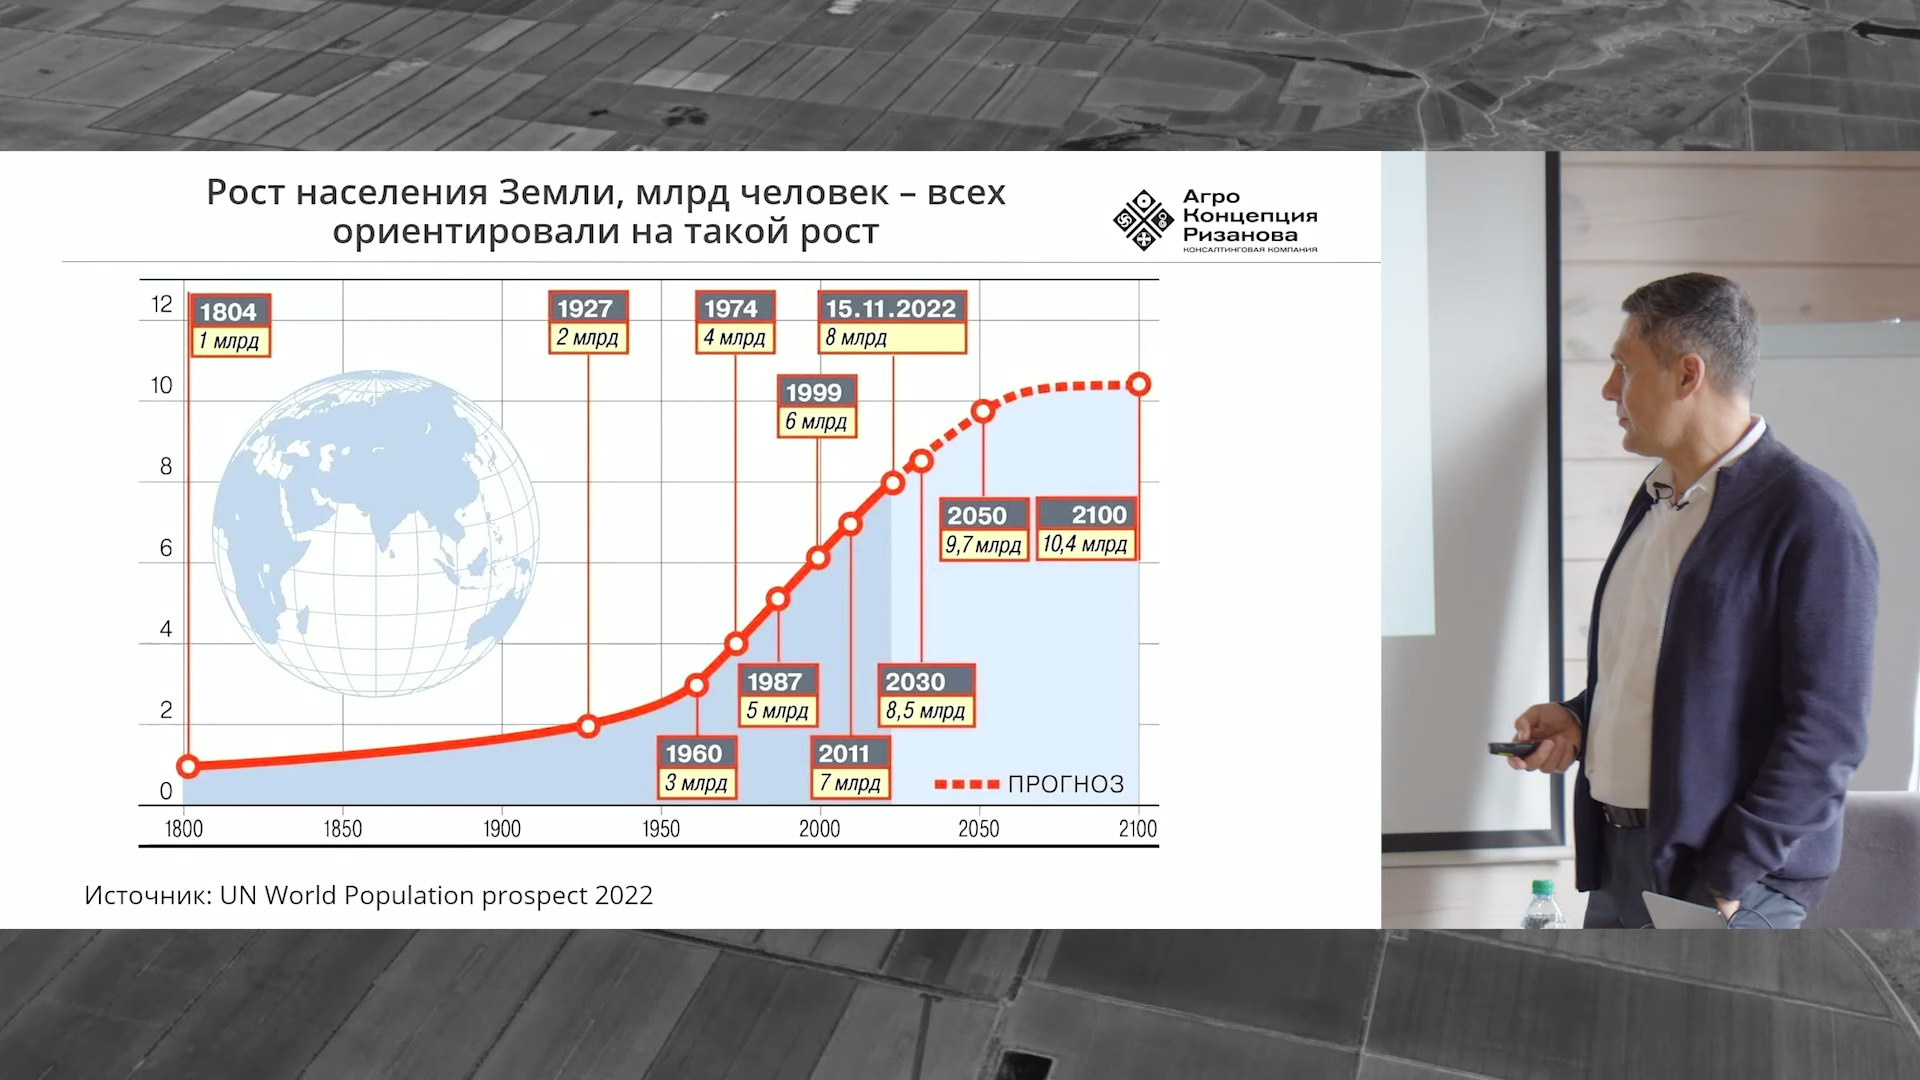 Рост населения Земли, млрд человек – всех
ориентировали на такой рост
Агро
Концепция
Ризанова
КОНСАЛТИНГОВАЯ КОМПАНИЯ
12
10
8
6
4
2
0
1804
1 млрд
1927
2 млрд
1974
4 млрд
15.11.2022
8 млрд
1999
6 млрд
2050
9,7 млрд
2100
10,4 млрд
1987
5 млрд
2030
8,5 млрд
1960
3 млрд
2011
7 млрд
ПРОГНОЗ
1800 1850 1900 1950 2000 2050 2100
Источник: UN World Population prospect 2022